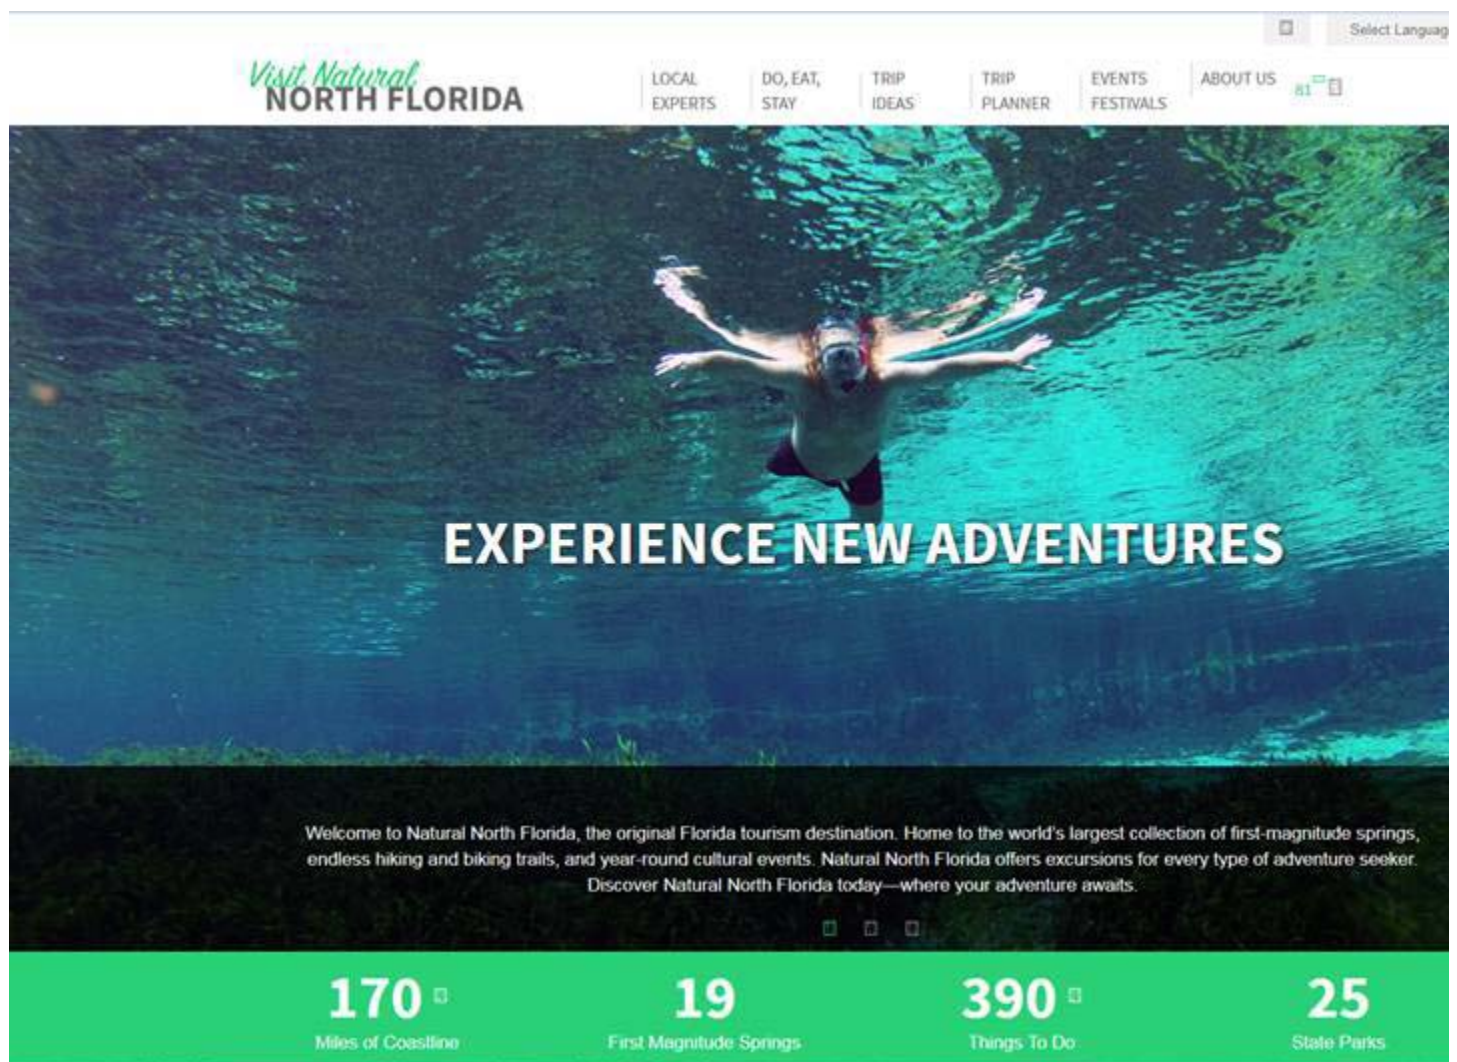 Select Languag
Visit Natural
NORTH FLORIDA
LOCAL
EXPERTS
DO, EAT,
STAY
TRIP
IDEAS
TRIP
PLANNER
EVENTS
FESTIVALS
ABOUT US
81
EXPERIENCE NEW ADVENTURES
Welcome to Natural North Florida, the original Florida tourism destination. Home to the world's largest collection of first-magnitude springs,
endless hiking and biking trails, and year-round cultural events. Natural North Florida offers excursions for every type of adventure seeker.
Discover Natural North Florida today—where your adventure awaits.
170
Miles of Coastline
19
First Magnitude Springs
390
Things To Do
25
State Parks